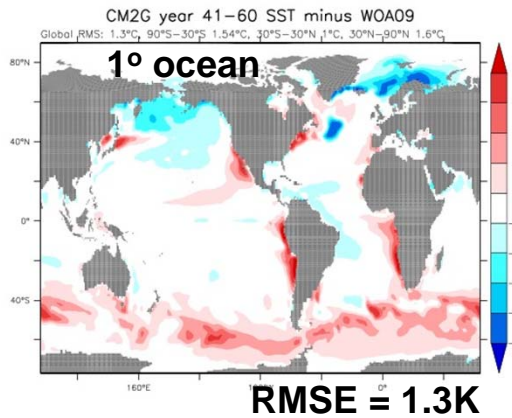 CM2G year 41-60 SST minus WOA09
Global RMS: 1.3°C, 90°S-30°S 1.54°C, 30°S-30°N 1°C, 30°N-90°N 1.6°C
1º ocean
80°N
40°N
0°
40°S
160°E
0°
RMSE = 1.3K